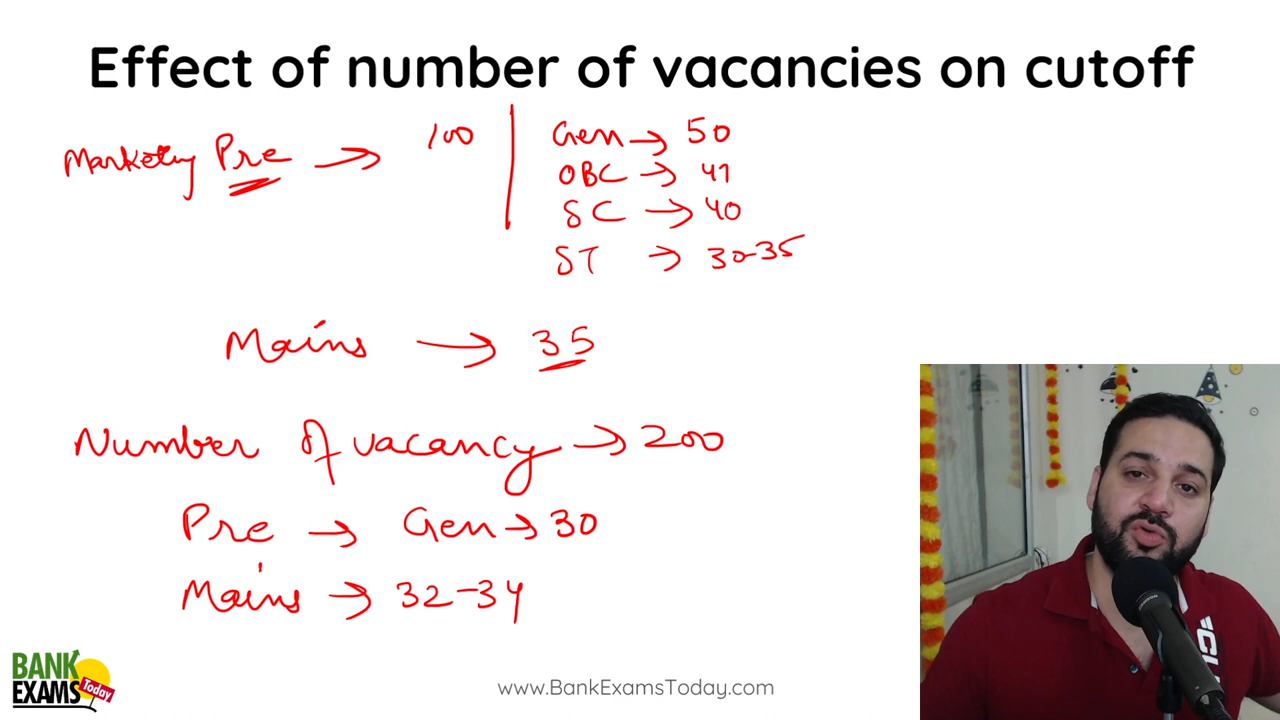 Effect of number of vacancies on cutoff
Marketing Pre → 100
Gen → 50
OBC → 41
SC → 40
ST → 30-35
Mains → 35
Number of vacancy → 200
Pre → Gen → 30
Mains → 32-34
BANK
EXAMS Today
www.BankExamsToday.com